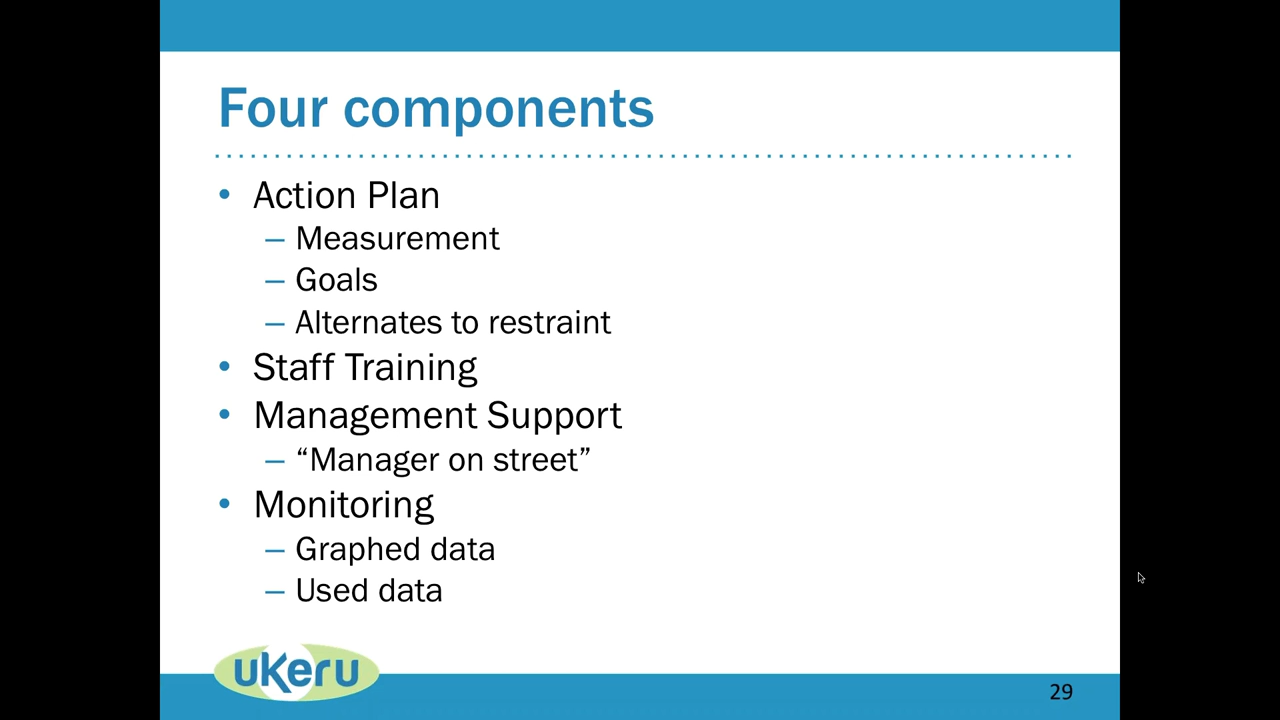 Four components
• Action Plan
– Measurement
– Goals
– Alternates to restraint
• Staff Training
• Management Support
– “Manager on street”
• Monitoring
– Graphed data
– Used data
uKeru
29